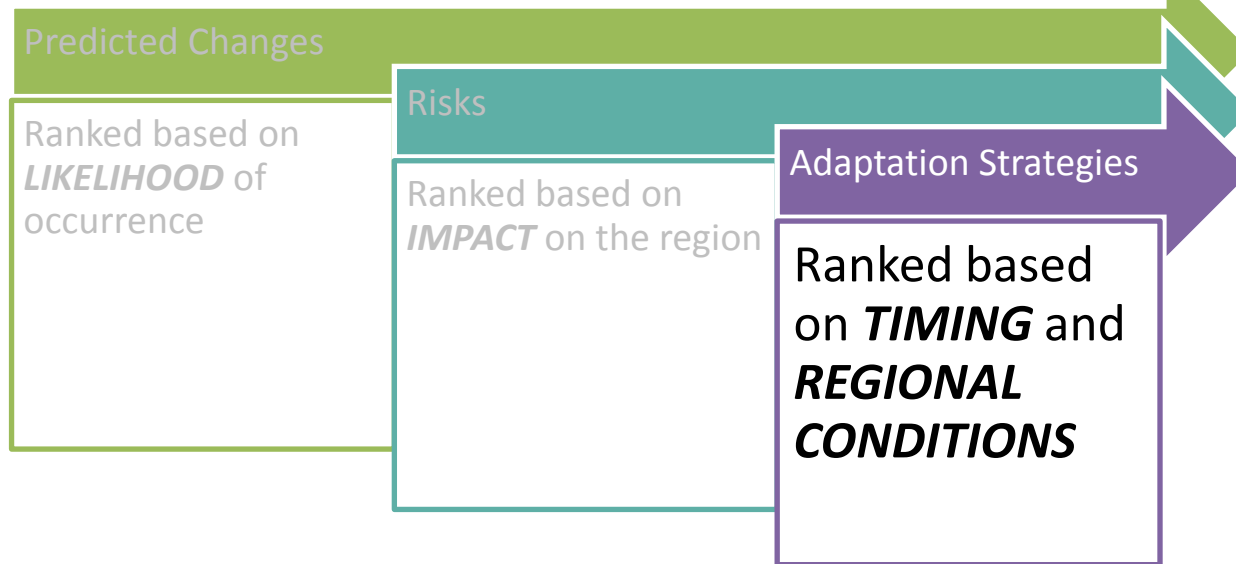 Predicted Changes
Ranked based on
LIKELIHOOD of
occurrence
Risks
Ranked based on
IMPACT on the region
Adaptation Strategies
Ranked based
on TIMING and
REGIONAL
CONDITIONS